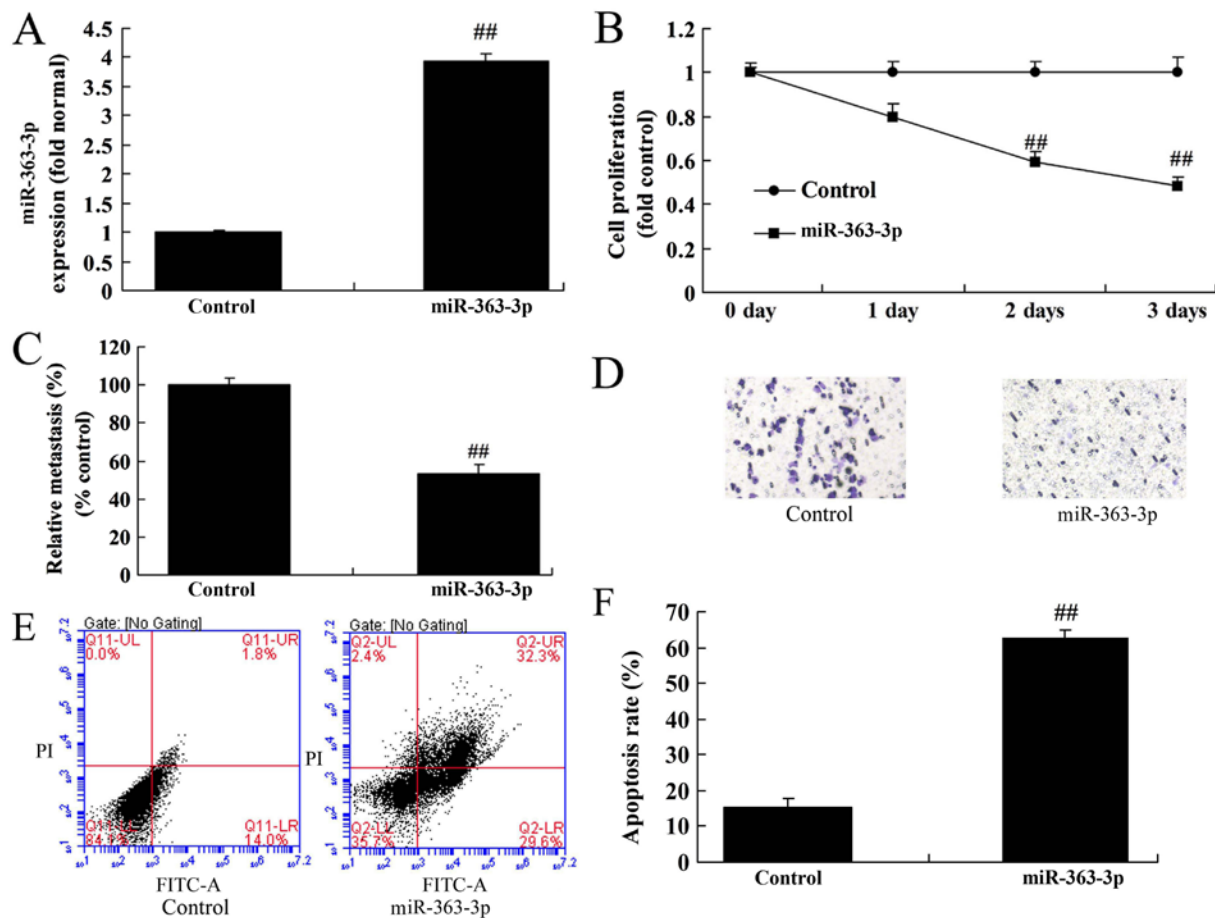 A
miR-363-3p
expression (fold normal)
4.5
4
3.5
3
2.5
2
1.5
1
0.5
0
##
Control
miR-363-3p
B
Cell proliferation
(fold control)
1.2
1
0.8
0.6
0.4
0.2
0
##
##
Control
miR-363-3p
0 day
1 day
2 days
3 days
C
Relative metastasis (%)
(% control)
120
100
80
60
40
20
0
##
Control
miR-363-3p
D
Control
miR-363-3p
E
Gate: [No Gating]
Q11-UL
0.0%
Q11-UR
1.8%
Q11-LL
84.1%
Q11-LR
14.0%
PI
FITC-A
Control
Gate: [No Gating]
Q2-UL
2.4%
Q2-UR
32.3%
Q2-LL
35.7%
Q2-LR
29.6%
PI
FITC-A
miR-363-3p
F
Apoptosis rate (%)
70
60
50
40
30
20
10
0
##
Control
miR-363-3p